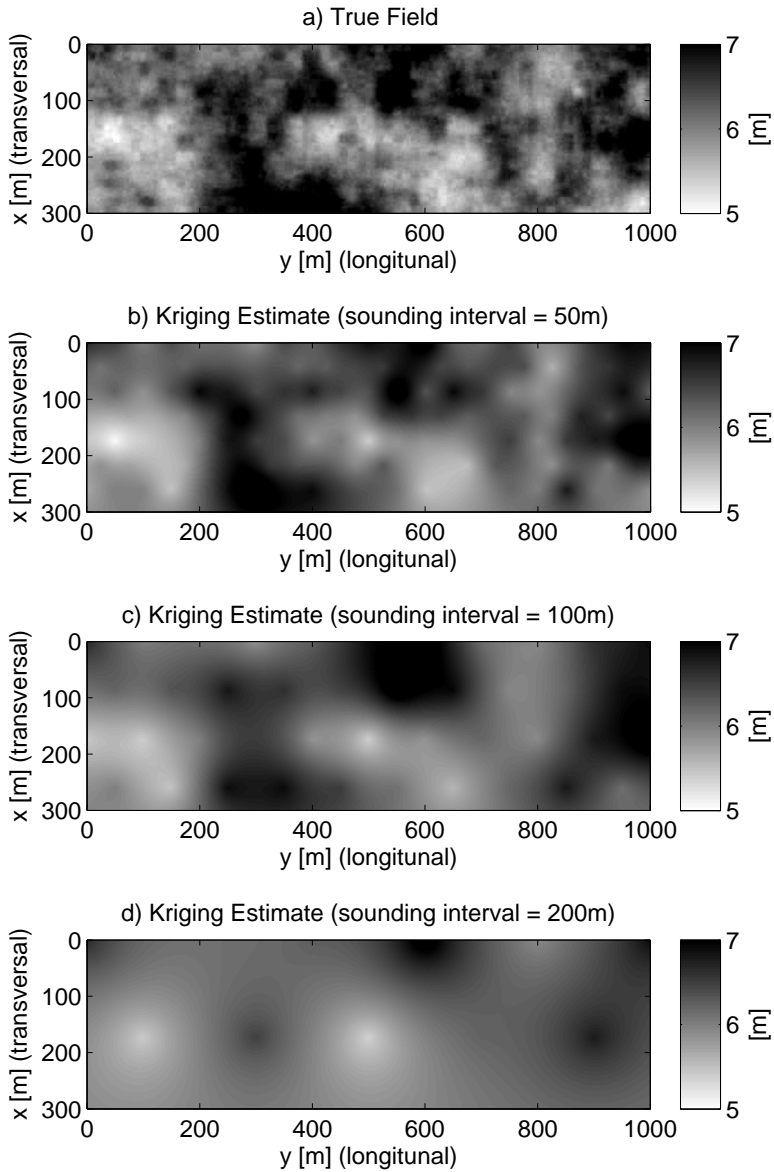 a) True Field
0
100
200
300
x [m] (transversal)
0 200 400 600 800 1000
y [m] (longitunal)
7
6
5
[m]
b) Kriging Estimate (sounding interval = 50m)
0
100
200
300
x [m] (transversal)
0 200 400 600 800 1000
y [m] (longitunal)
7
6
5
[m]
c) Kriging Estimate (sounding interval = 100m)
0
100
200
300
x [m] (transversal)
0 200 400 600 800 1000
y [m] (longitunal)
7
6
5
[m]
d) Kriging Estimate (sounding interval = 200m)
0
100
200
300
x [m] (transversal)
0 200 400 600 800 1000
y [m] (longitunal)
7
6
5
[m]